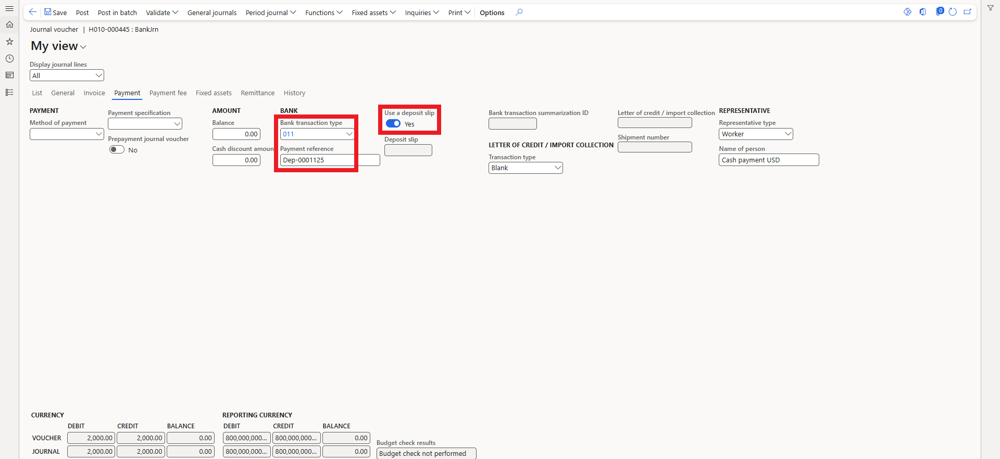 Save Post Post in batch Validate General journals Period journal Functions Fixed assets Inquiries Print Options 0
Journal voucher | H010-000445 : BankJrn
My view
Display journal lines
All
List General Invoice Payment Payment fee Fixed assets Remittance History
PAYMENT
Method of payment
Payment specification
Prepayment journal voucher
No
AMOUNT
Balance
0.00
Cash discount amoun
0.00
BANK
Bank transaction type
011
Payment reference
Dep-0001125
Use a deposit slip
Yes
Deposit slip
Bank transaction summarization ID
LETTER OF CREDIT / IMPORT COLLECTION
Transaction type
Blank
Letter of credit / import collection
Shipment number
REPRESENTATIVE
Representative type
Worker
Name of person
Cash payment USD
CURRENCY REPORTING CURRENCY
DEBIT CREDIT BALANCE DEBIT CREDIT BALANCE
VOUCHER 2,000.00 2,000.00 0.00 800,000,000... 800,000,000... 0.00
JOURNAL 2,000.00 2,000.00 0.00 800,000,000... 800,000,000... 0.00
Budget check results
Budget check not performed